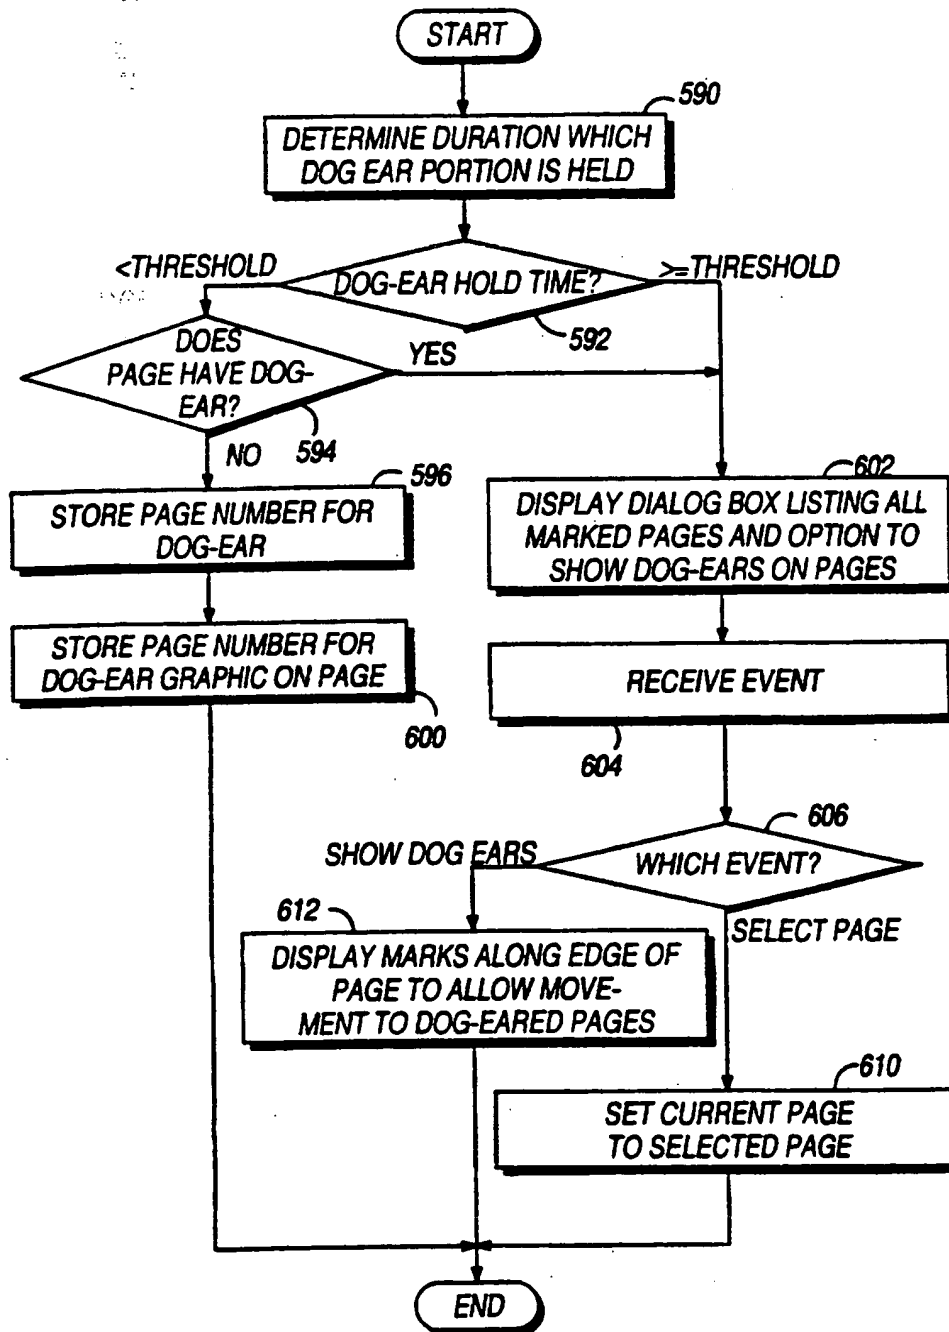 START
590
DETERMINE DURATION WHICH
DOG EAR PORTION IS HELD
<THRESHOLD
DOG-EAR HOLD TIME?
>=THRESHOLD
592
DOES
PAGE HAVE DOG-
EAR?
YES
594
NO
596
STORE PAGE NUMBER FOR
DOG-EAR
602
DISPLAY DIALOG BOX LISTING ALL
MARKED PAGES AND OPTION TO
SHOW DOG-EARS ON PAGES
STORE PAGE NUMBER FOR
DOG-EAR GRAPHIC ON PAGE
600
RECEIVE EVENT
604
606
SHOW DOG EARS
WHICH EVENT?
SELECT PAGE
612
DISPLAY MARKS ALONG EDGE OF
PAGE TO ALLOW MOVE-
MENT TO DOG-EARED PAGES
610
SET CURRENT PAGE
TO SELECTED PAGE
END